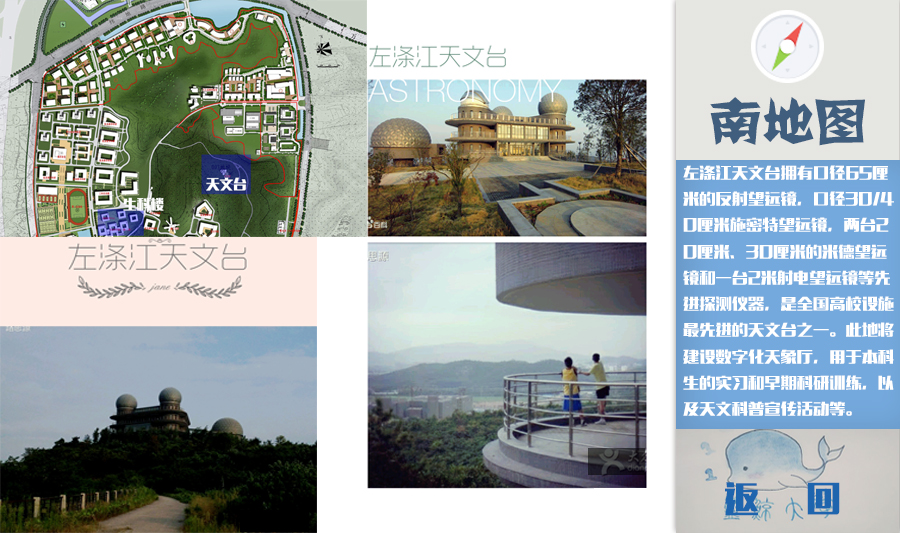 天文台
生科楼
左涤江天文台
ASTRONOMY
左涤江天文台
jane
南地图
左涤江天文台拥有口径65厘
米的反射望远镜，口径30/4
0厘米施密特望远镜，两台2
0厘米、30厘米的米德望远
镜和一台2米射电望远镜等先
进探测仪器，是全国高校设施
最先进的天文台之一。此地将
建设数字化天象厅，用于本科
生的实习和早期科研训练，以
及天文科普宣传活动等。
返 回